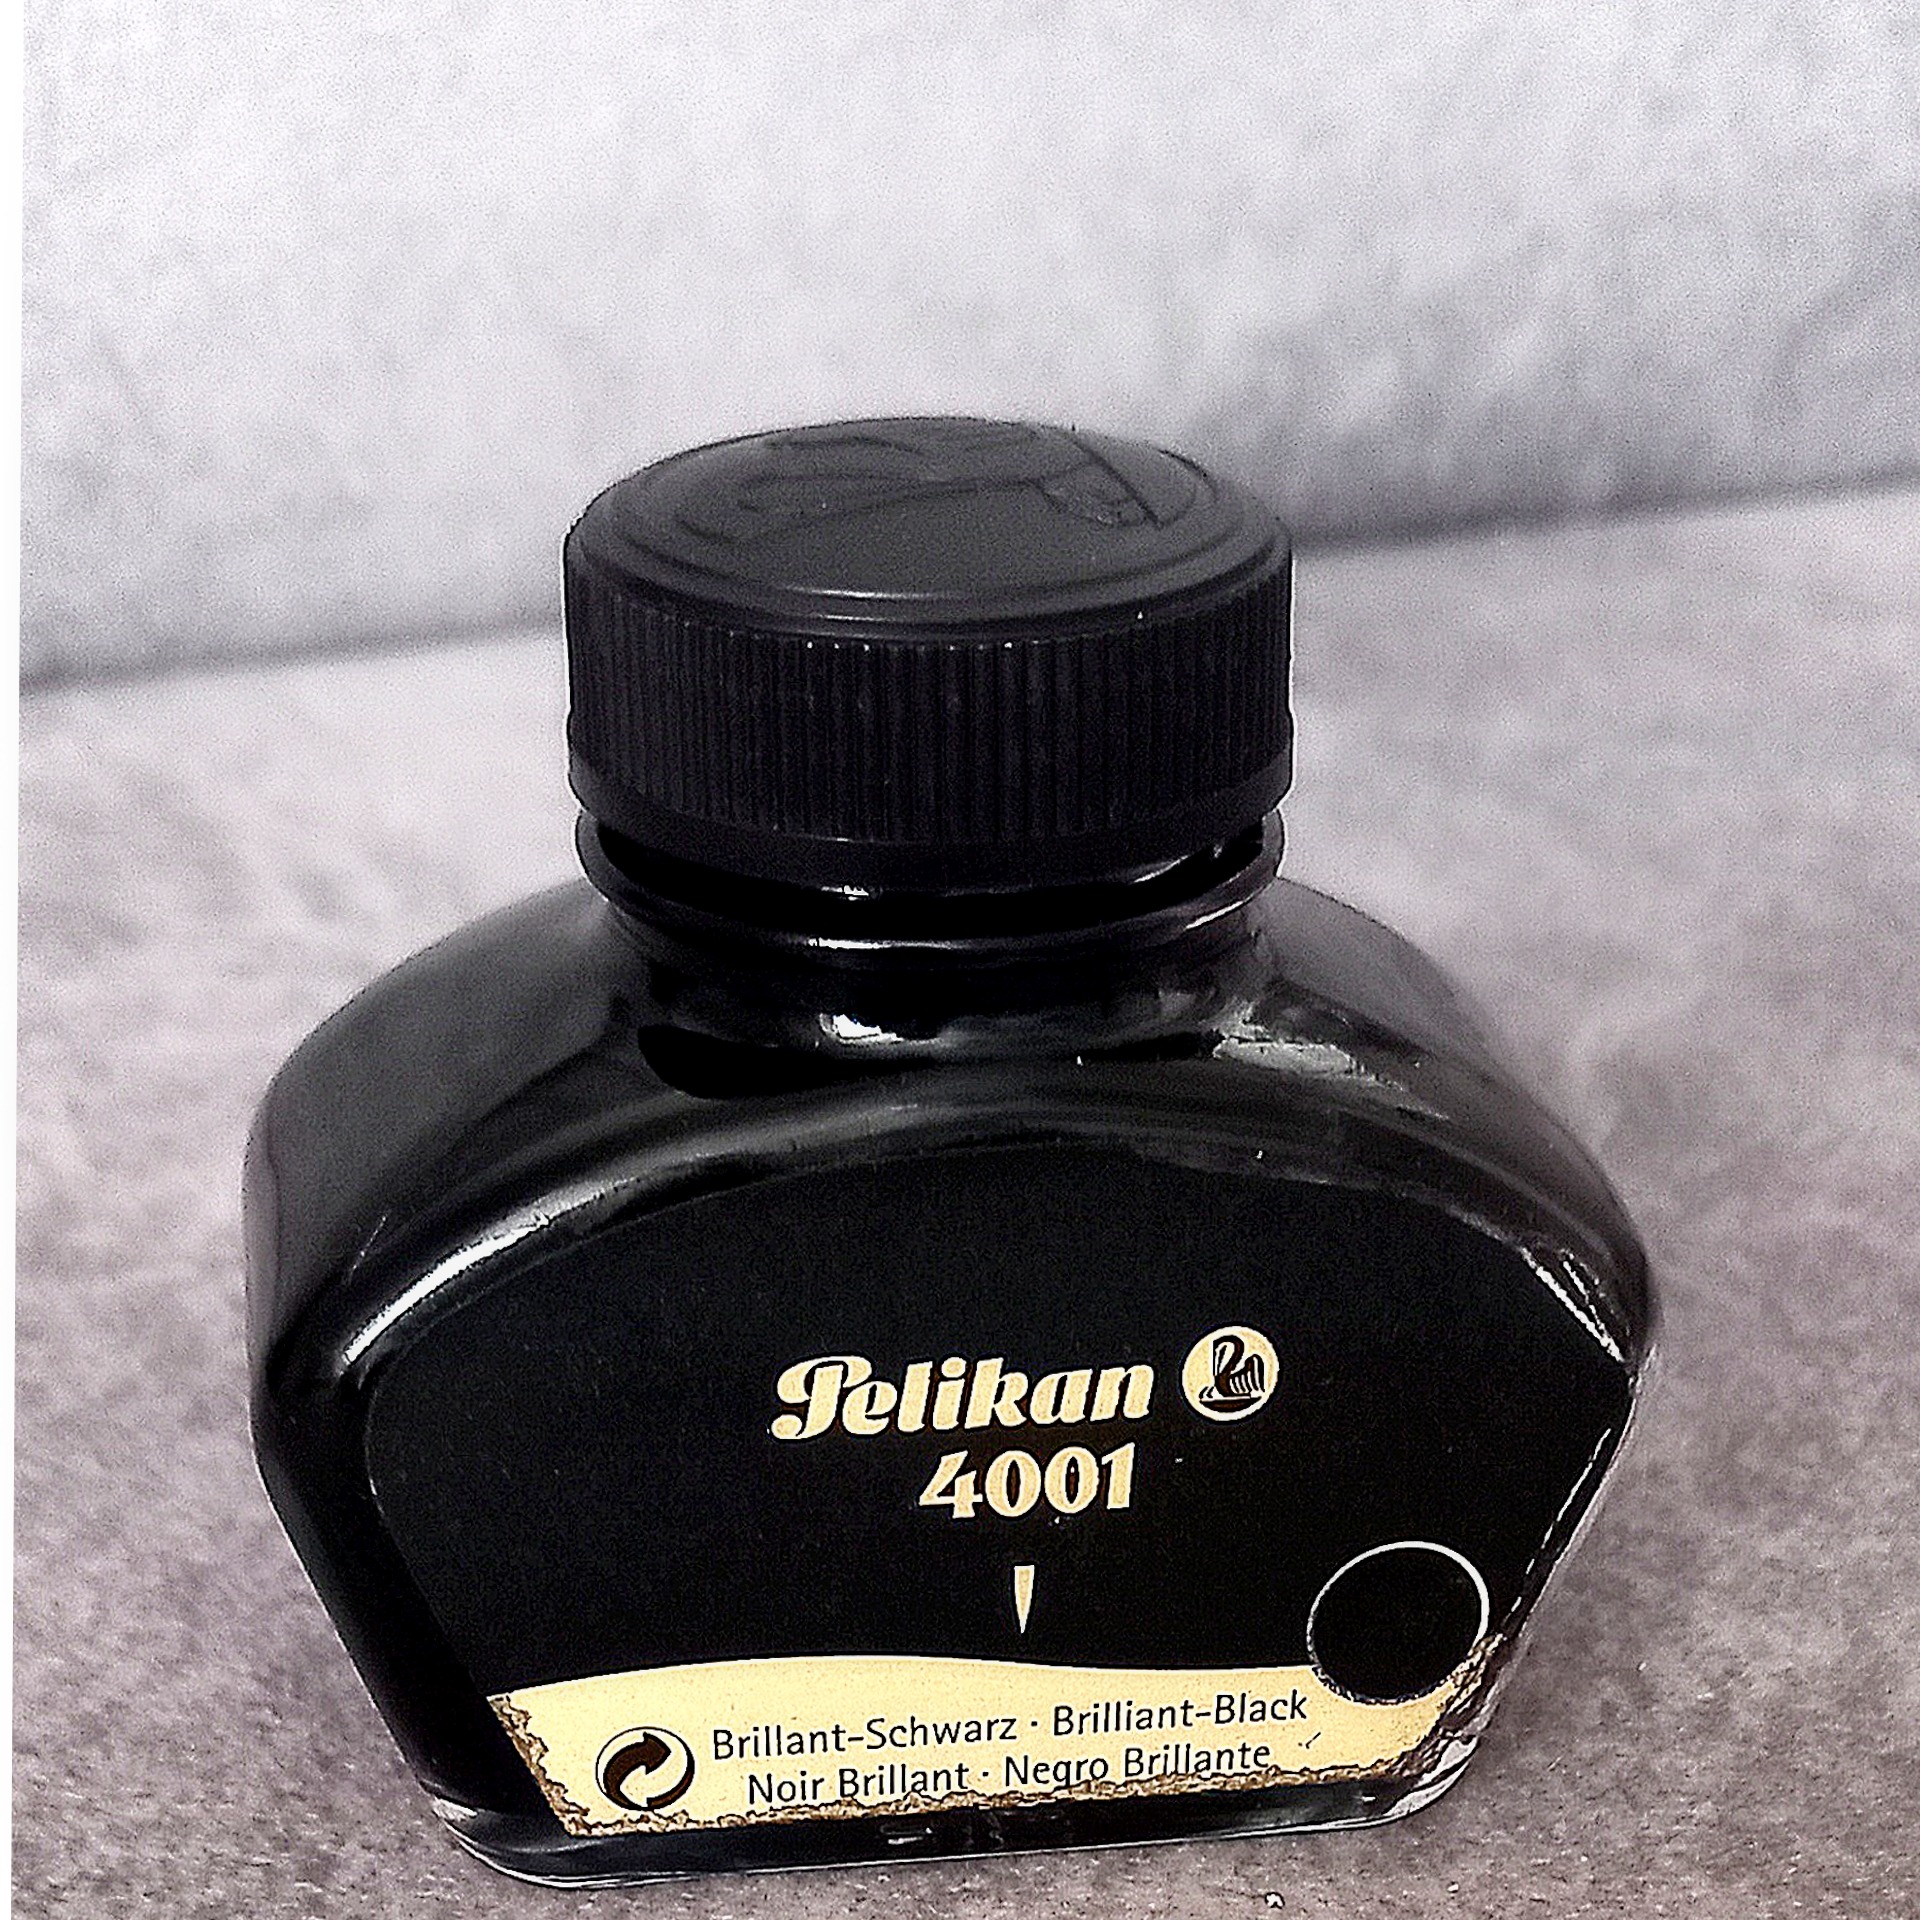 Pelikan
4001
Brillant-Schwarz · Brilliant-Black
Noir Brillant · Negro Brillante